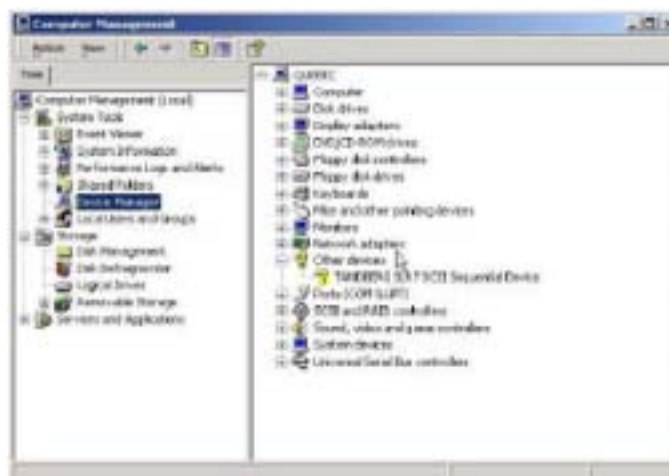 Computer Management
Action View
Tree
Computer Management (Local)
System Tools
Event Viewer
System Information
Performance Logs and Alerts
Shared Folders
Device Manager
Local Users and Groups
Storage
Disk Management
Disk Defragmenter
Logical Drives
Removable Storage
Services and Applications
Computer
Disk drives
Display adapters
DVD/CD-ROM drives
Floppy disk controllers
Floppy disk drives
Keyboards
Mice and other pointing devices
Monitors
Network adapters
Other devices
TANDBERG SCSI Sequential Device
Ports (COM & LPT)
SCSI and RAID controllers
Sound, video and game controllers
System devices
Universal Serial Bus controllers